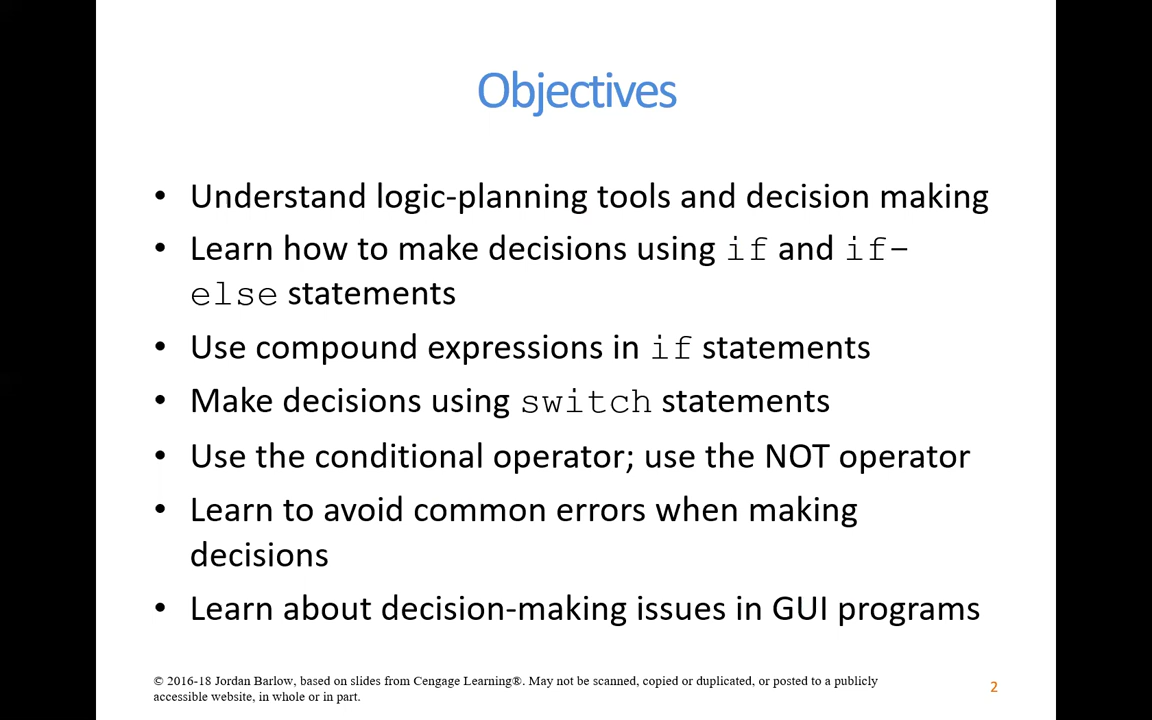 Objectives
• Understand logic-planning tools and decision making
• Learn how to make decisions using if and if-
else statements
• Use compound expressions in if statements
• Make decisions using switch statements
• Use the conditional operator; use the NOT operator
• Learn to avoid common errors when making
decisions
• Learn about decision-making issues in GUI programs
© 2016-18 Jordan Barlow, based on slides from Cengage Learning®. May not be scanned, copied or duplicated, or posted to a publicly
accessible website, in whole or in part.
2